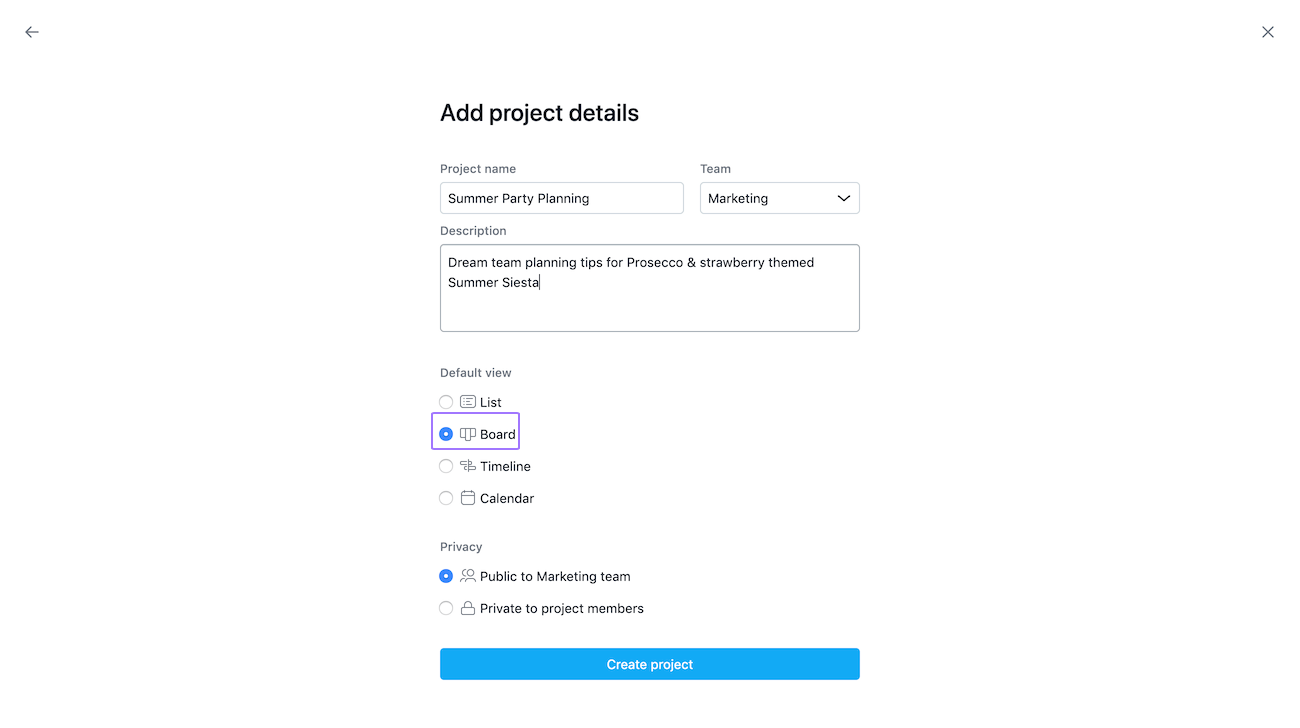 Add project details
Project name
Team
Summer Party Planning
Marketing
Description
Dream team planning tips for Prosecco & strawberry themed
Summer Siesta
Default view
List
Board
Timeline
Calendar
Privacy
Public to Marketing team
Private to project members
Create project